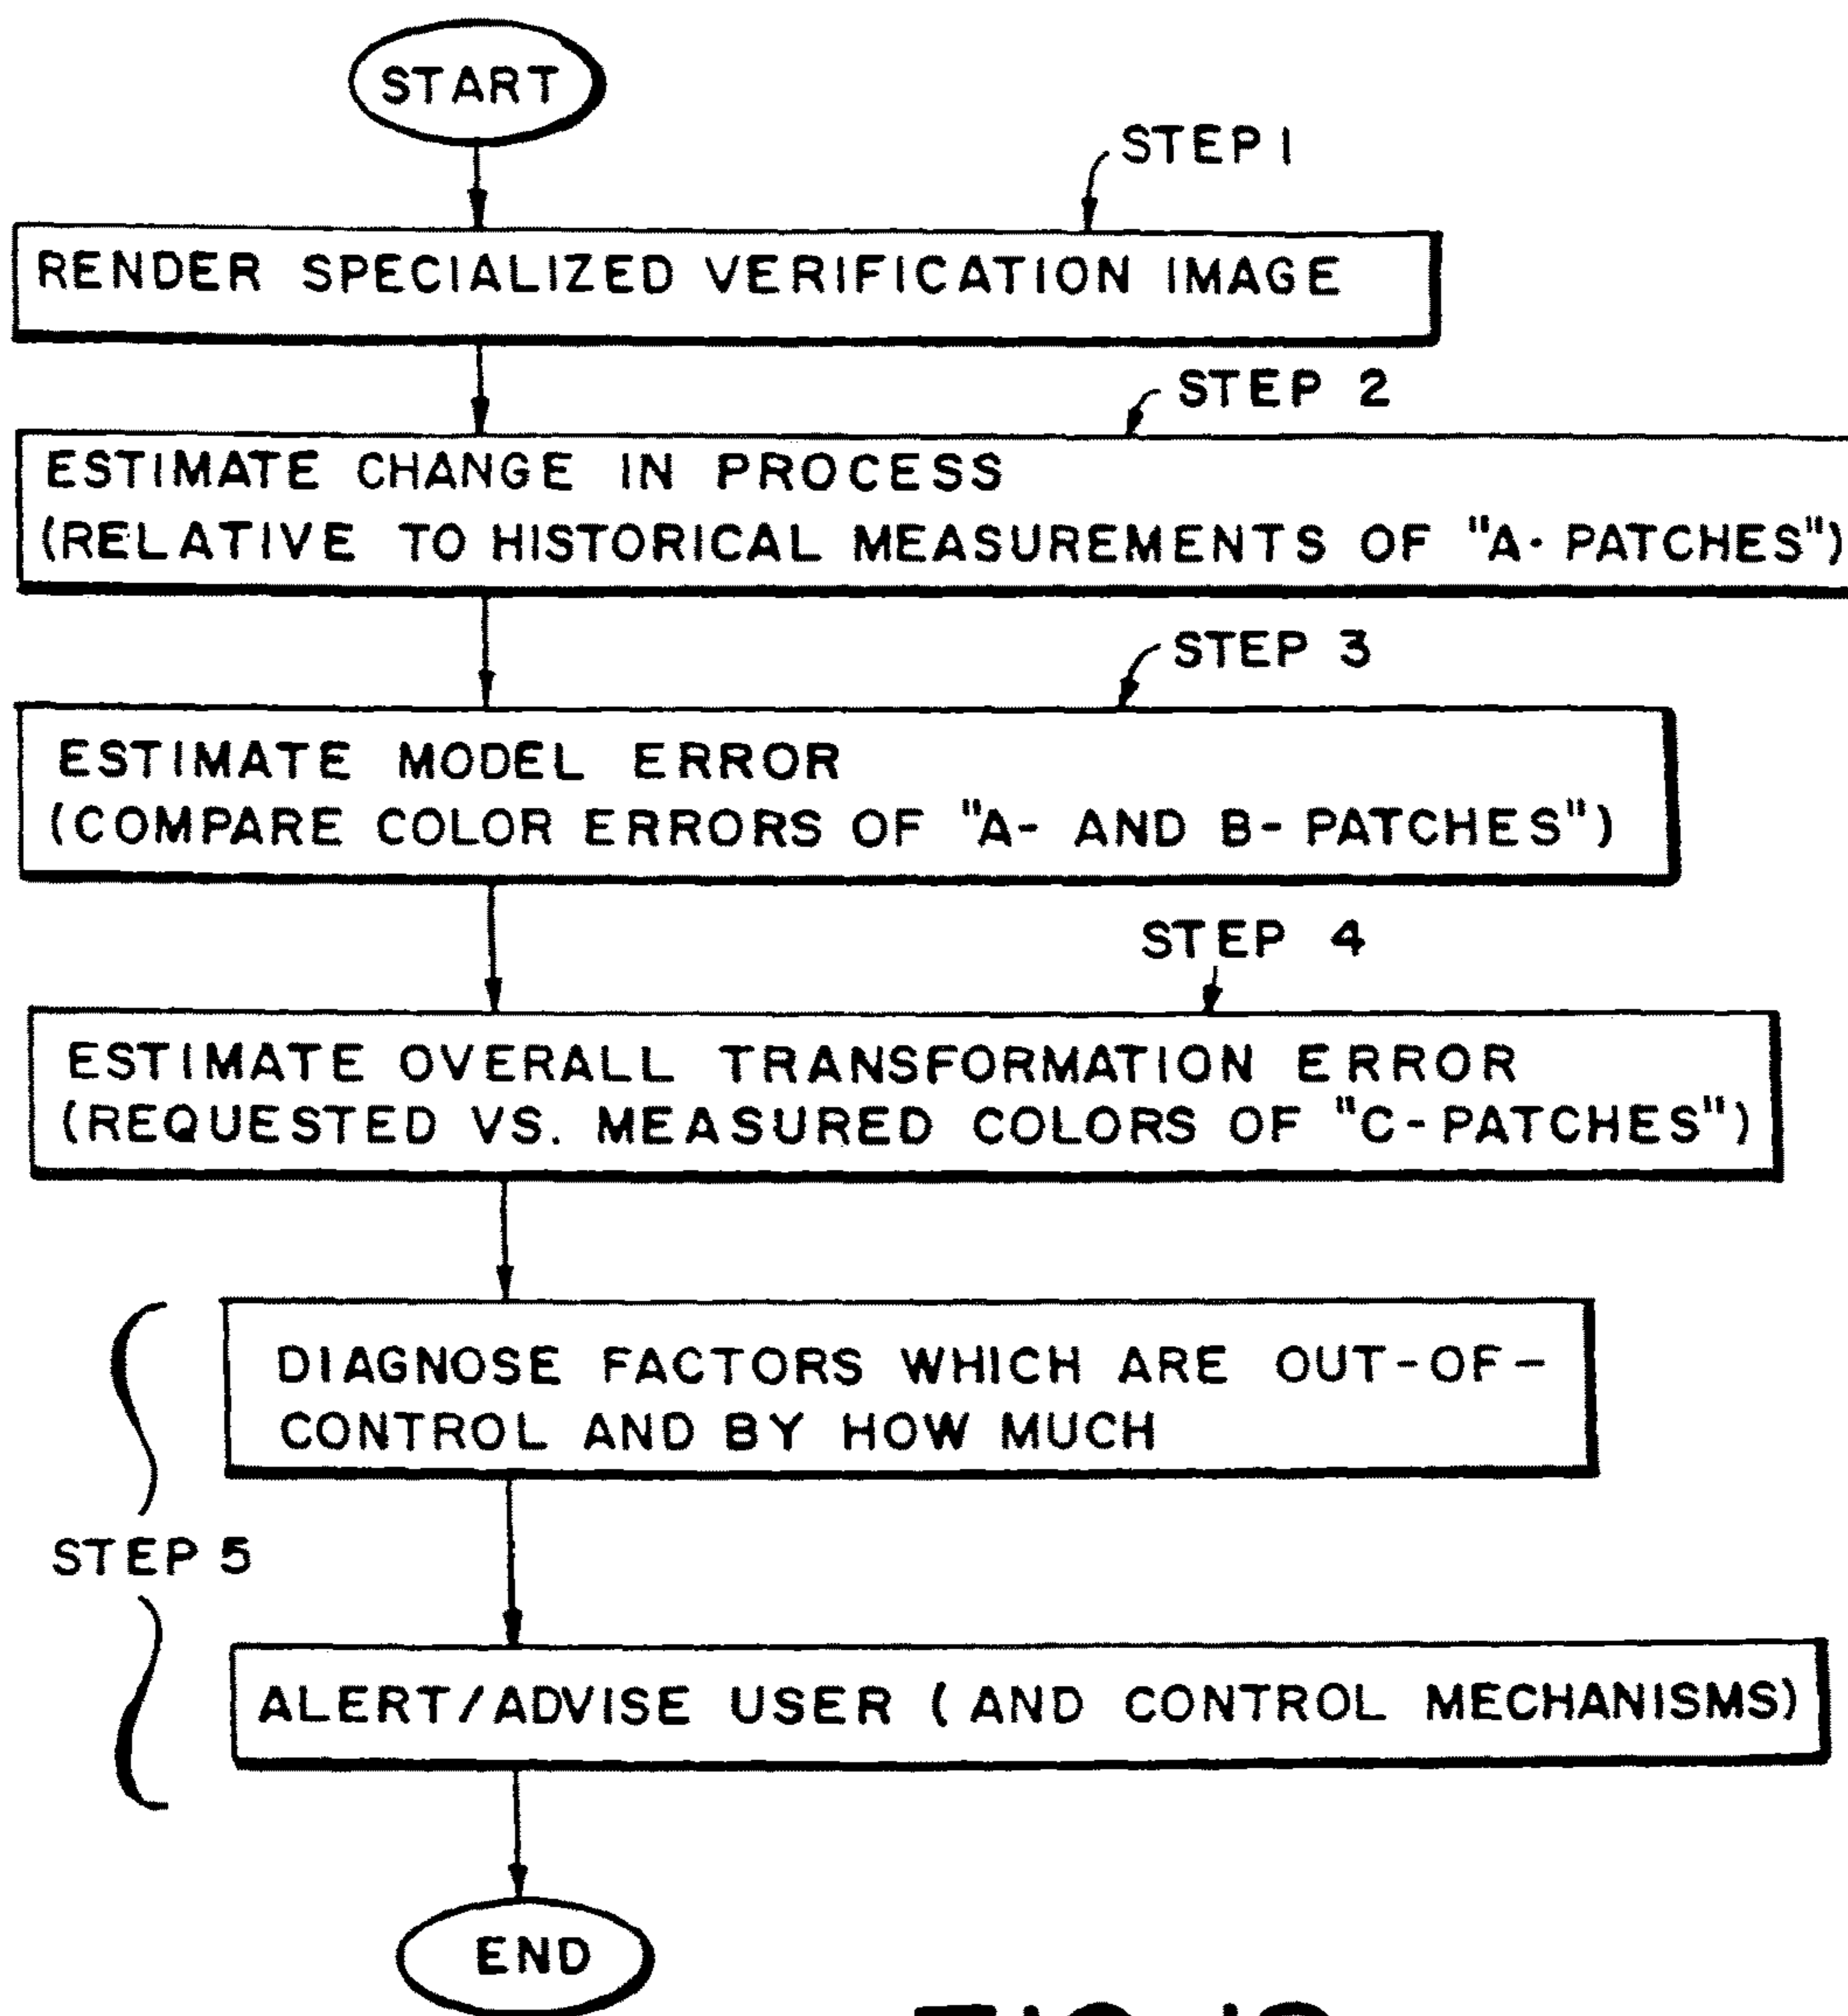 START
STEP 1
RENDER SPECIALIZED VERIFICATION IMAGE
STEP 2
ESTIMATE CHANGE IN PROCESS
(RELATIVE TO HISTORICAL MEASUREMENTS OF "A- PATCHES")
STEP 3
ESTIMATE MODEL ERROR
(COMPARE COLOR ERRORS OF "A- AND B- PATCHES")
STEP 4
ESTIMATE OVERALL TRANSFORMATION ERROR
(REQUESTED VS. MEASURED COLORS OF "C-PATCHES")
DIAGNOSE FACTORS WHICH ARE OUT-OF-
CONTROL AND BY HOW MUCH
STEP 5
ALERT/ADVISE USER (AND CONTROL MECHANISMS)
END